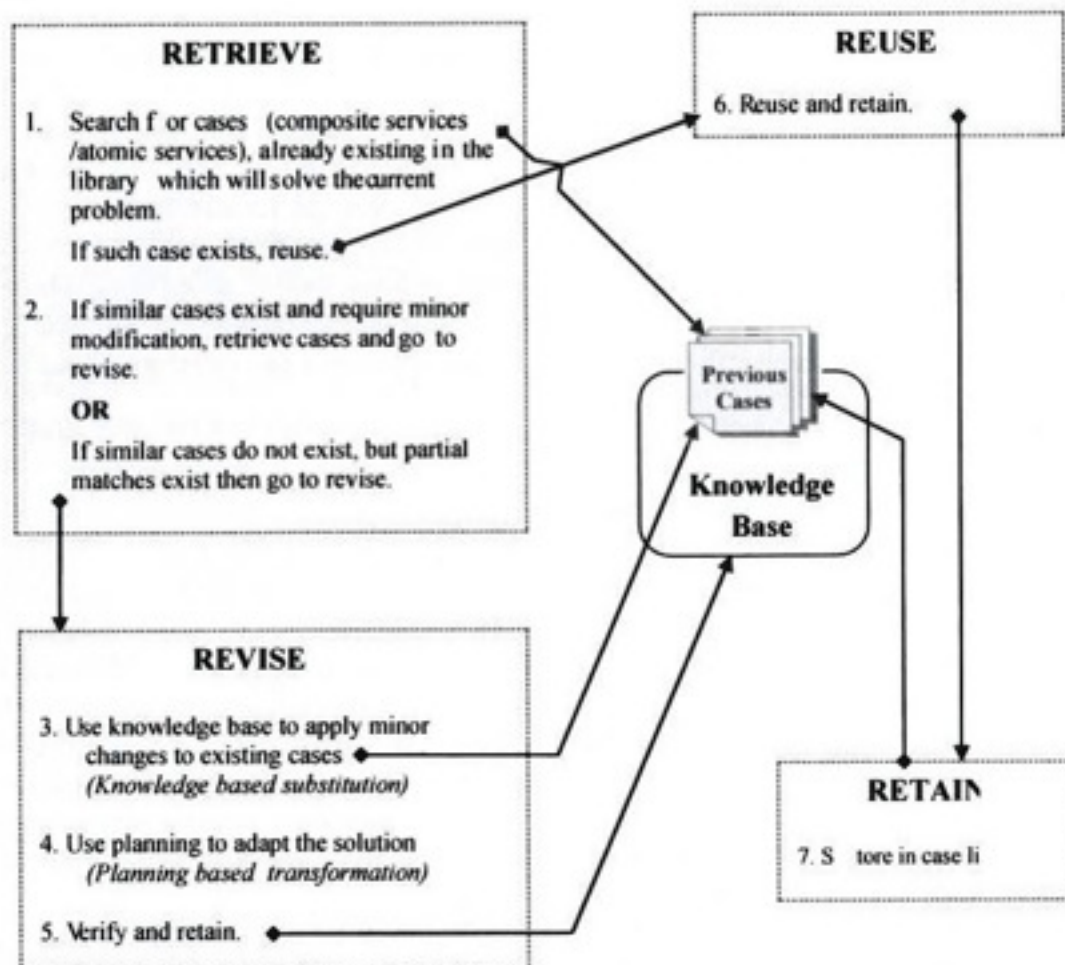 RETRIEVE
1. Search f or cases (composite services
/atomic services), already existing in the
library which will solve thecurrent
problem.
If such case exists, reuse.
2. If similar cases exist and require minor
modification, retrieve cases and go to
revise.
OR
If similar cases do not exist, but partial
matches exist then go to revise.
REUSE
6. Reuse and retain.
Previous
Cases
Knowledge
Base
REVISE
3. Use knowledge base to apply minor
changes to existing cases
(Knowledge based substitution)
4. Use planning to adapt the solution
(Planning based transformation)
5. Verify and retain.
RETAIN
7. S tore in case li